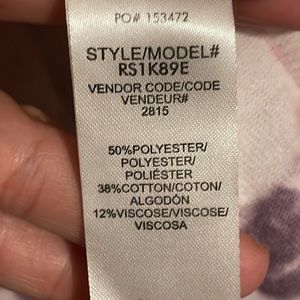 PO# 153472
STYLE/MODEL#
RS1K89E
VENDOR CODE/CODE
VENDEUR#
2815
50%POLYESTER/
POLYESTER/
POLIÉSTER
38%COTTON/COTON/
ALGODÓN
12%VISCOSE/VISCOSE/
VISCOSA